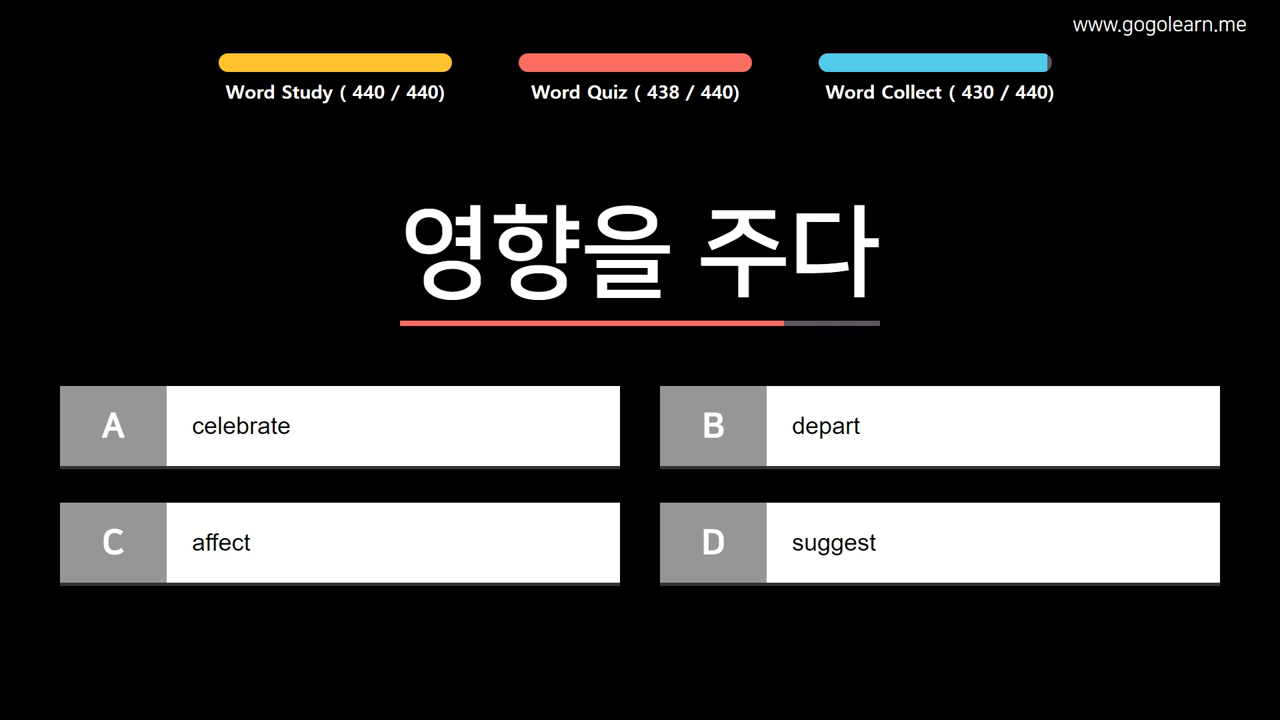 www.gogolearn.me
Word Study ( 440 / 440)
Word Quiz ( 438 / 440)
Word Collect ( 430 / 440)
영향을 주다
A celebrate
B depart
C affect
D suggest